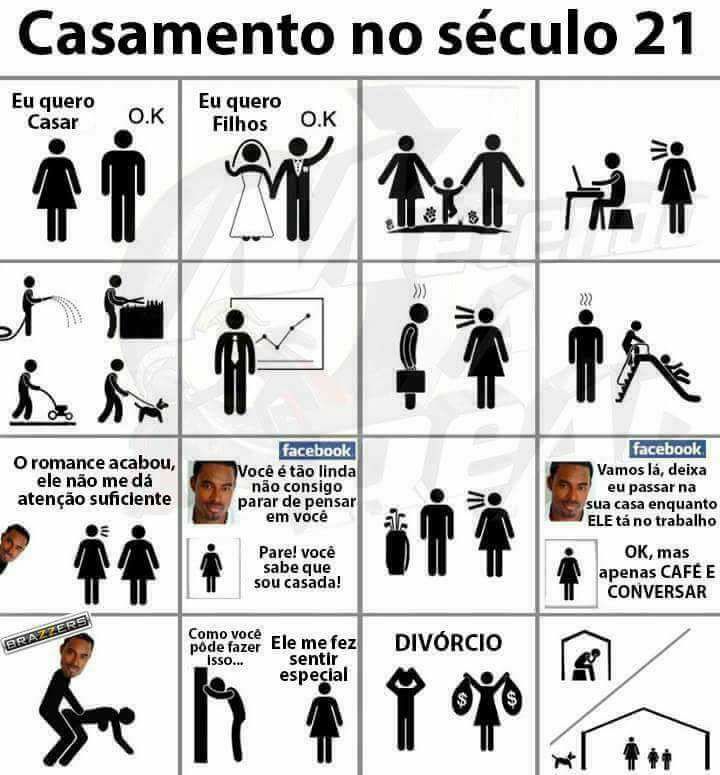 Casamento no século 21
Eu quero
Casar
O.K
Eu quero
Filhos
O.K
O romance acabou,
ele não me dá
atenção suficiente
facebook
Você é tão linda
não consigo
parar de pensar
em você
Pare! você
sabe que
sou casada!
facebook
Vamos lá, deixa
eu passar na
sua casa enquanto
ELE tá no trabalho
OK, mas
apenas CAFÉ E
CONVERSAR
BRAZZERS
Como você
pôde fazer
isso...
Ele me fez
sentir
especial
DIVÓRCIO
$
$